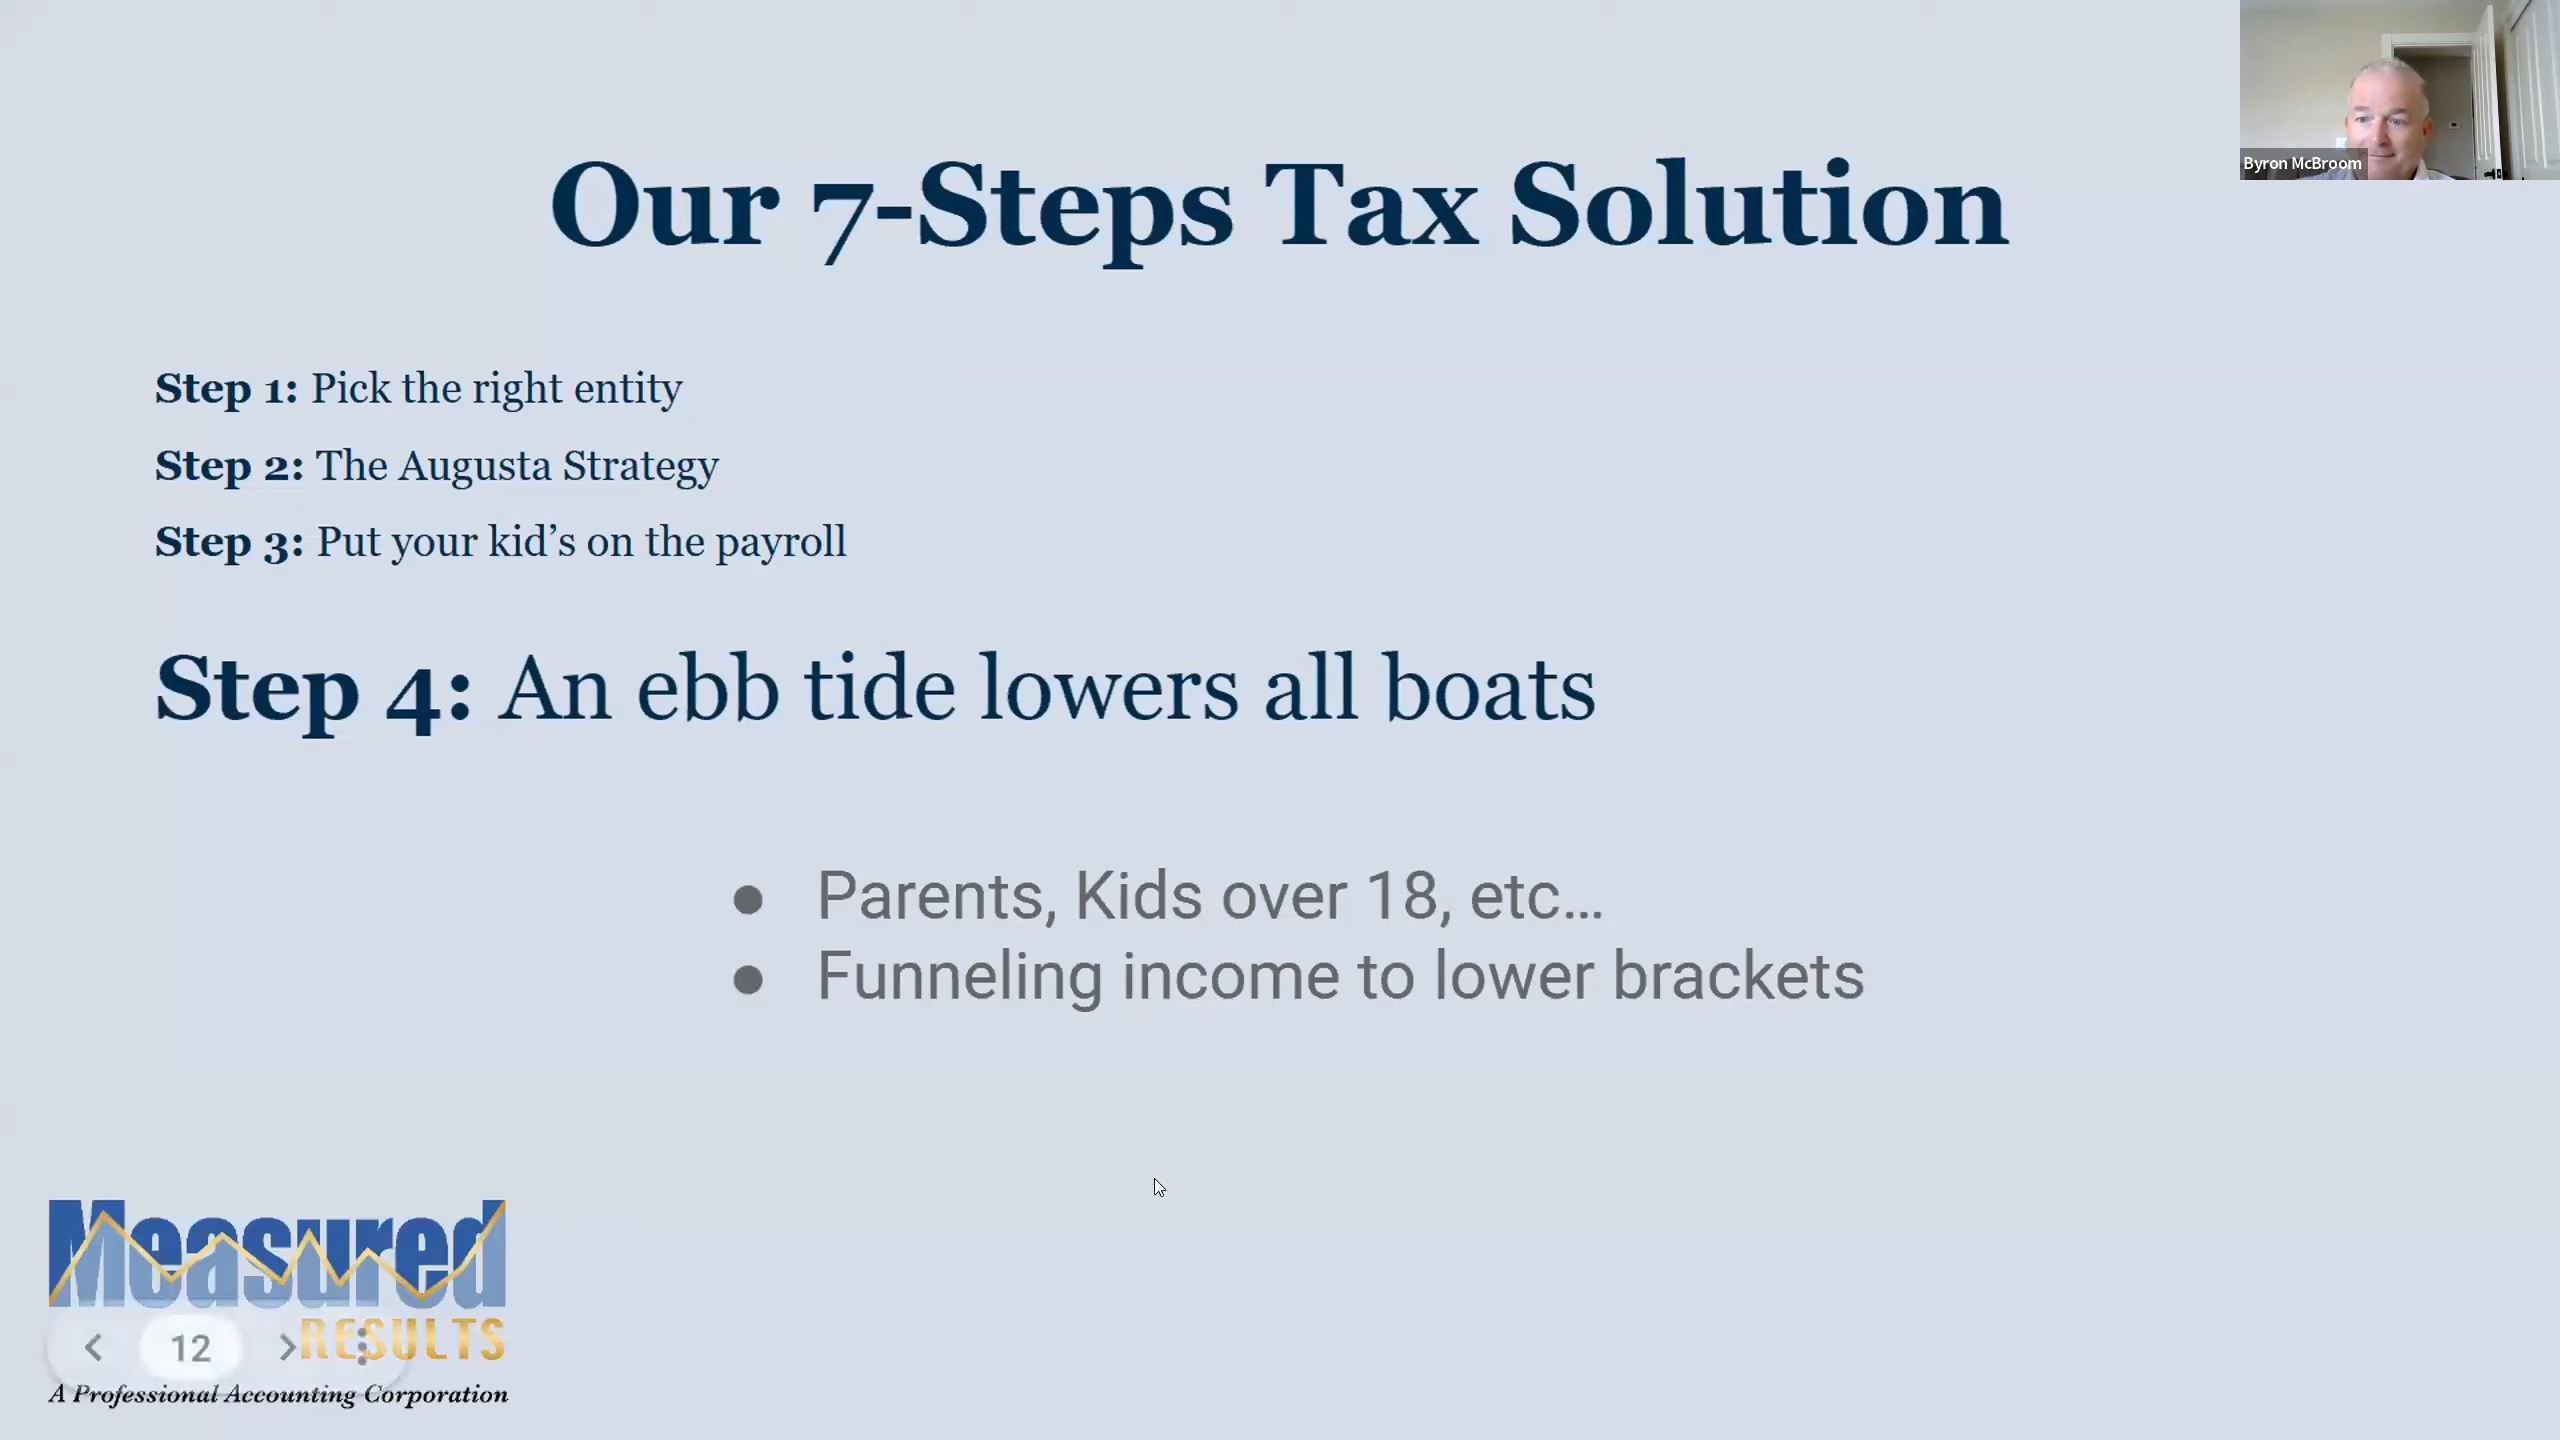 Byron McBroom
Our 7-Steps Tax Solution
Step 1: Pick the right entity
Step 2: The Augusta Strategy
Step 3: Put your kid’s on the payroll
Step 4: An ebb tide lowers all boats
● Parents, Kids over 18, etc…
● Funneling income to lower brackets
Measured
RESULTS
12
A Professional Accounting Corporation